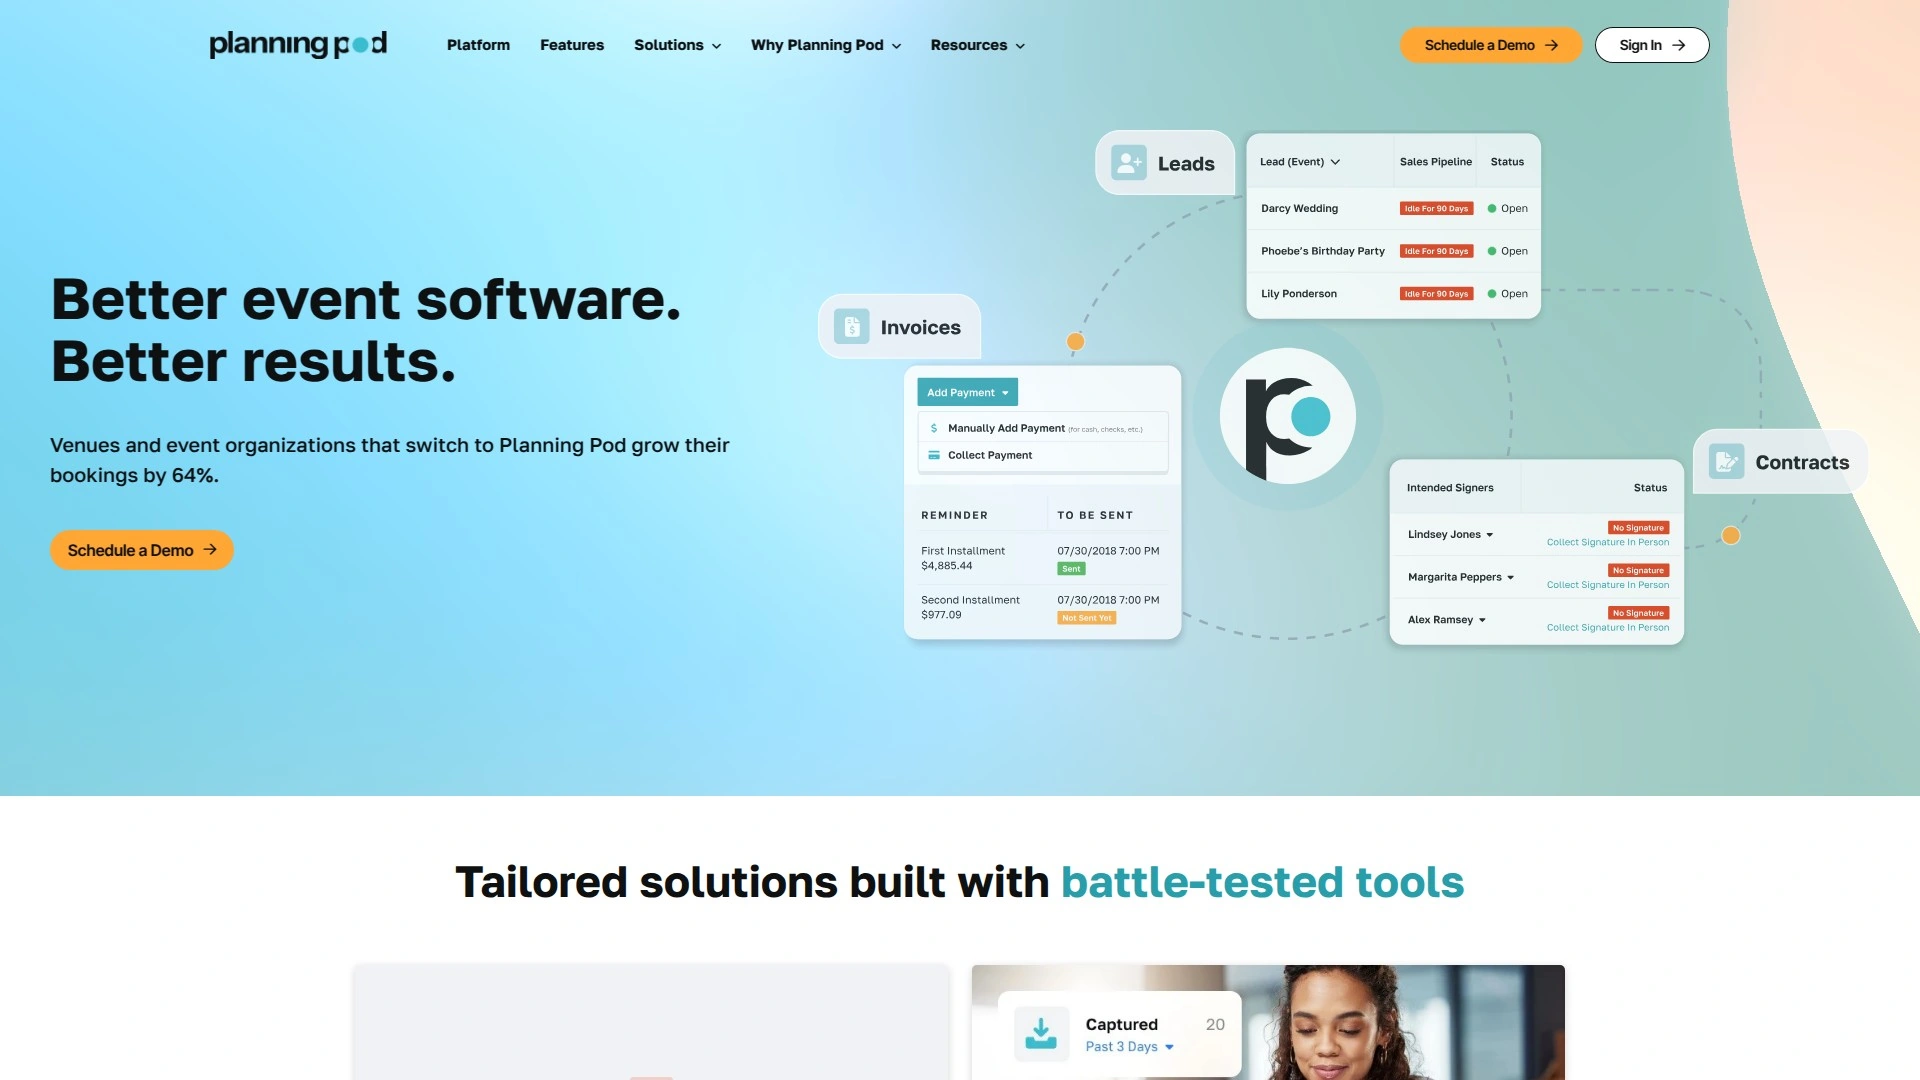 planning pod
Platform
Features
Solutions
Why Planning Pod
Resources
Schedule a Demo
Sign In
Better event software.
Better results.
Venues and event organizations that switch to Planning Pod grow their
bookings by 64%.
Schedule a Demo
Leads
Lead (Event) Sales Pipeline Status
Darcy Wedding Idle For 90 Days Open
Phoebe's Birthday Party Idle For 90 Days Open
Lily Ponderson Idle For 90 Days Open
Invoices
Add Payment
$ Manually Add Payment (for cash, checks, etc.)
Collect Payment
REMINDER TO BE SENT
First Installment 07/30/2018 7:00 PM
$4,885.44 Sent
Second Installment 07/30/2018 7:00 PM
$977.09 Not Sent Yet
Contracts
Intended Signers Status
Lindsey Jones No Signature
Collect Signature In Person
Margarita Peppers No Signature
Collect Signature In Person
Alex Ramsey No Signature
Collect Signature In Person
Tailored solutions built with battle-tested tools
Captured 20
Past 3 Days